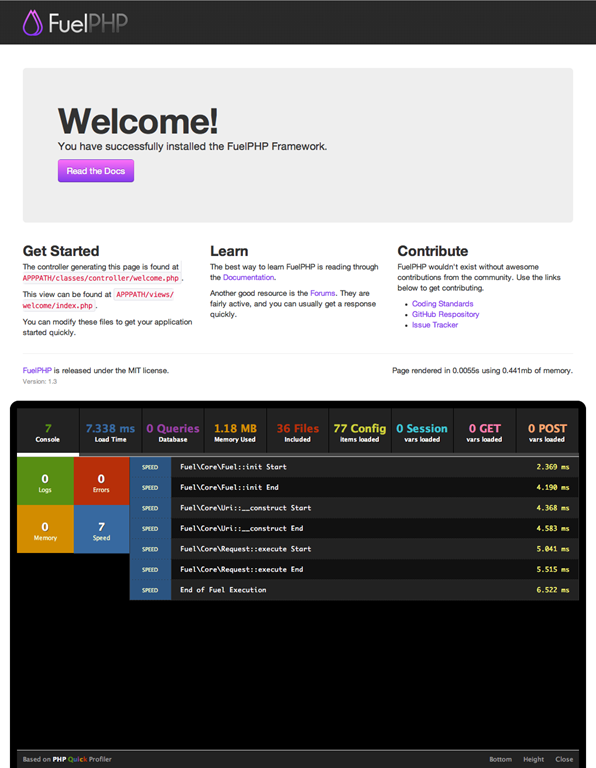 FuelPHP
Welcome!
You have successfully installed the FuelPHP Framework.
Read the Docs
Get Started
The controller generating this page is found at
APPPATH/classes/controller/welcome.php .
This view can be found at APPPATH/views/
welcome/index.php .
You can modify these files to get your application
started quickly.
Learn
The best way to learn FuelPHP is reading through
the Documentation.
Another good resource is the Forums. They are
fairly active, and you can usually get a response
quickly.
Contribute
FuelPHP wouldn't exist without awesome
contributions from the community. Use the links
below to get contributing.
• Coding Standards
• GitHub Respository
• Issue Tracker
FuelPHP is released under the MIT license.
Version: 1.3
Page rendered in 0.0055s using 0.441mb of memory.
7 7.338 ms 0 Queries 1.18 MB 36 Files 77 Config 0 Session 0 GET 0 POST
Console Load Time Database Memory Used Included items loaded vars loaded vars loaded vars loaded
0 0
Logs Errors
0 7
Memory Speed
SPEED Fuel\Core\Fuel::init Start 2.369 ms
SPEED Fuel\Core\Fuel::init End 4.190 ms
SPEED Fuel\Core\Uri::__construct Start 4.368 ms
SPEED Fuel\Core\Uri::__construct End 4.583 ms
SPEED Fuel\Core\Request::execute Start 5.041 ms
SPEED Fuel\Core\Request::execute End 5.515 ms
SPEED End of Fuel Execution 6.522 ms
Based on PHP Quick Profiler Bottom Height Close